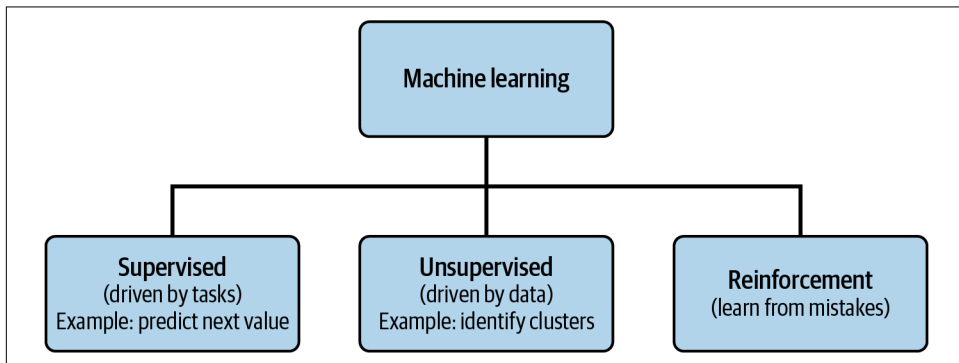 Machine learning
Supervised
(driven by tasks)
Example: predict next value
Unsupervised
(driven by data)
Example: identify clusters
Reinforcement
(learn from mistakes)